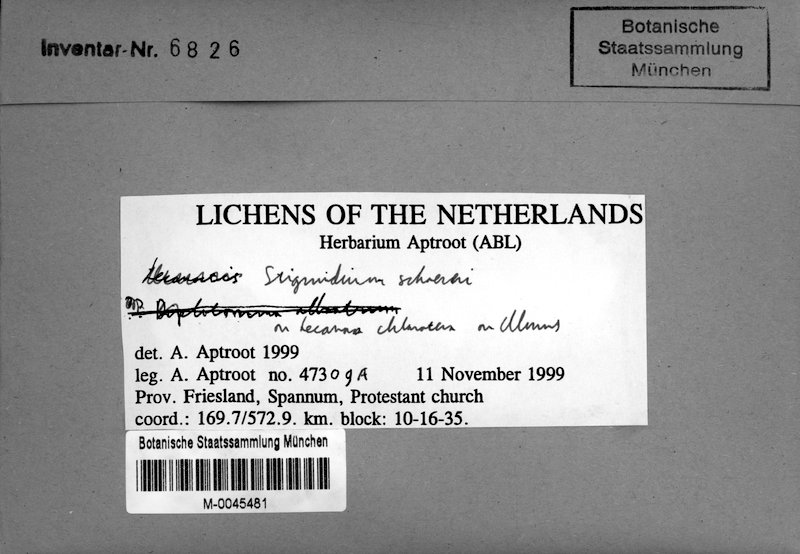 Inventar-Nr. 6826
Botanische
Staatssammlung
München
LICHENS OF THE NETHERLANDS
Herbarium Aptroot (ABL)
Stigmidium schaereri
on Lecanora chlarotera on Ulmus
det. A. Aptroot 1999
leg. A. Aptroot no. 47309A 11 November 1999
Prov. Friesland, Spannum, Protestant church
coord.: 169.7/572.9. km. block: 10-16-35.
Botanische Staatssammlung München
M-0045481